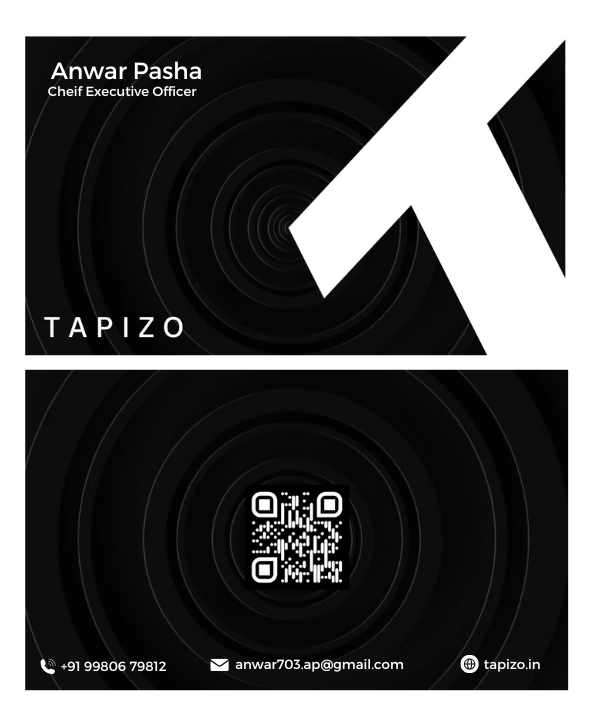 Anwar Pasha
Cheif Executive Officer
TAPIZO
+91 99806 79812
anwar703.ap@gmail.com
tapizo.in